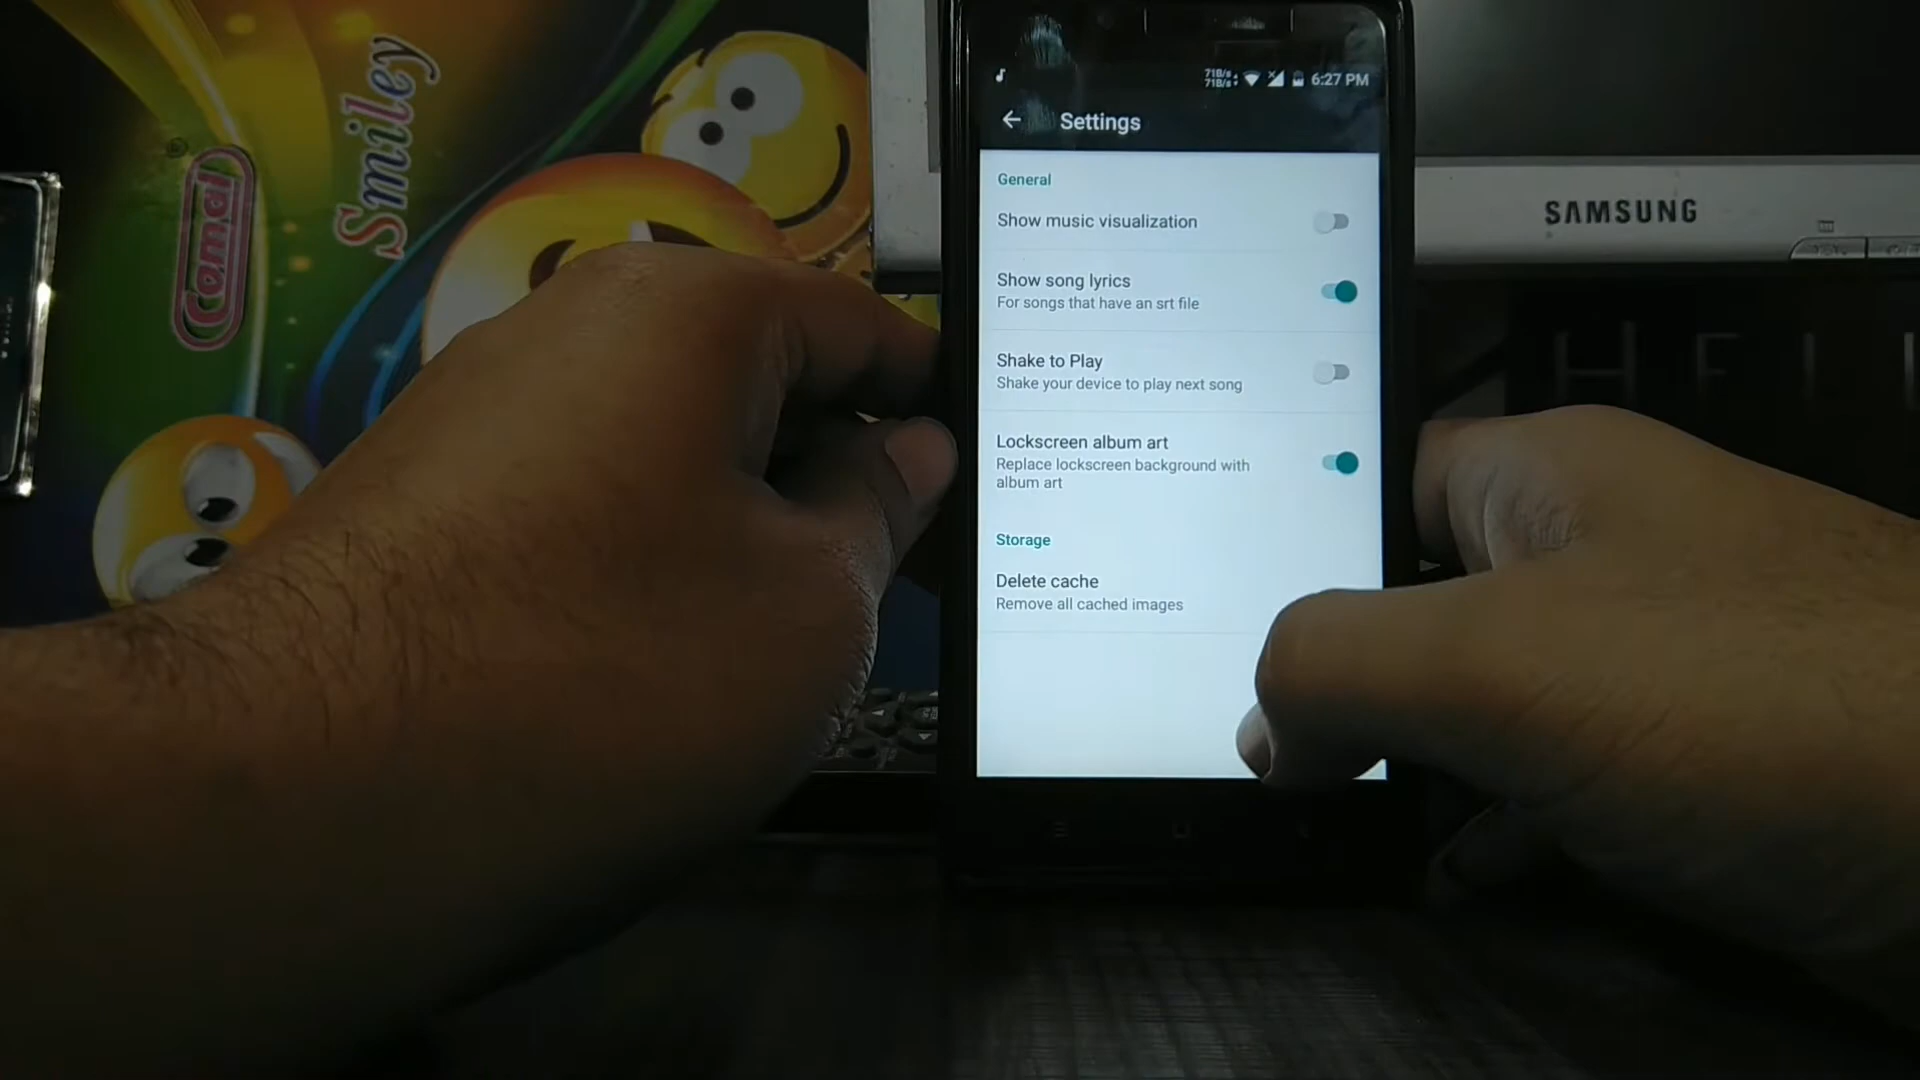 Smiley
Camal
71B/s
71B/s
6:27 PM
Settings
General
Show music visualization
Show song lyrics
For songs that have an srt file
Shake to Play
Shake your device to play next song
Lockscreen album art
Replace lockscreen background with
album art
Storage
Delete cache
Remove all cached images
SAMSUNG